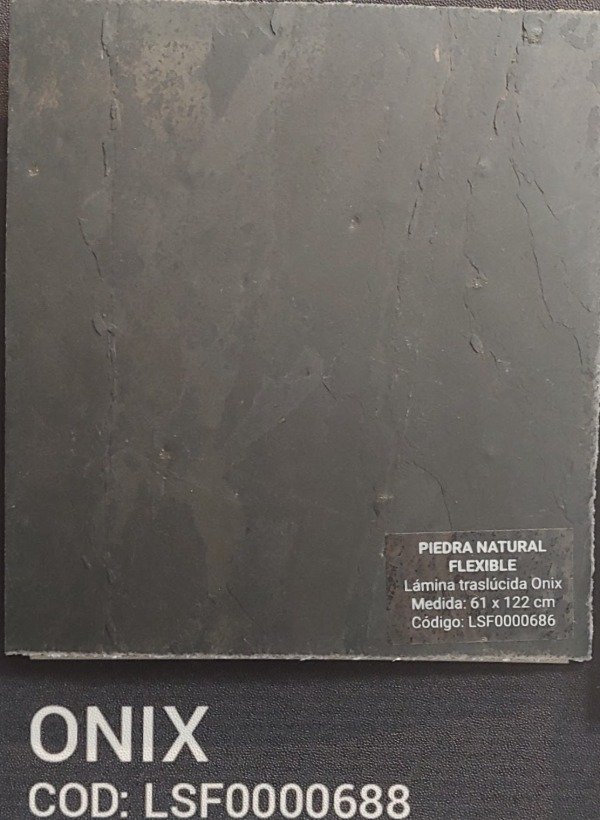 PIEDRA NATURAL
FLEXIBLE
Lámina traslúcida Onix
Medida: 61 x 122 cm
Código: LSF0000686
ONIX
COD: LSF0000688